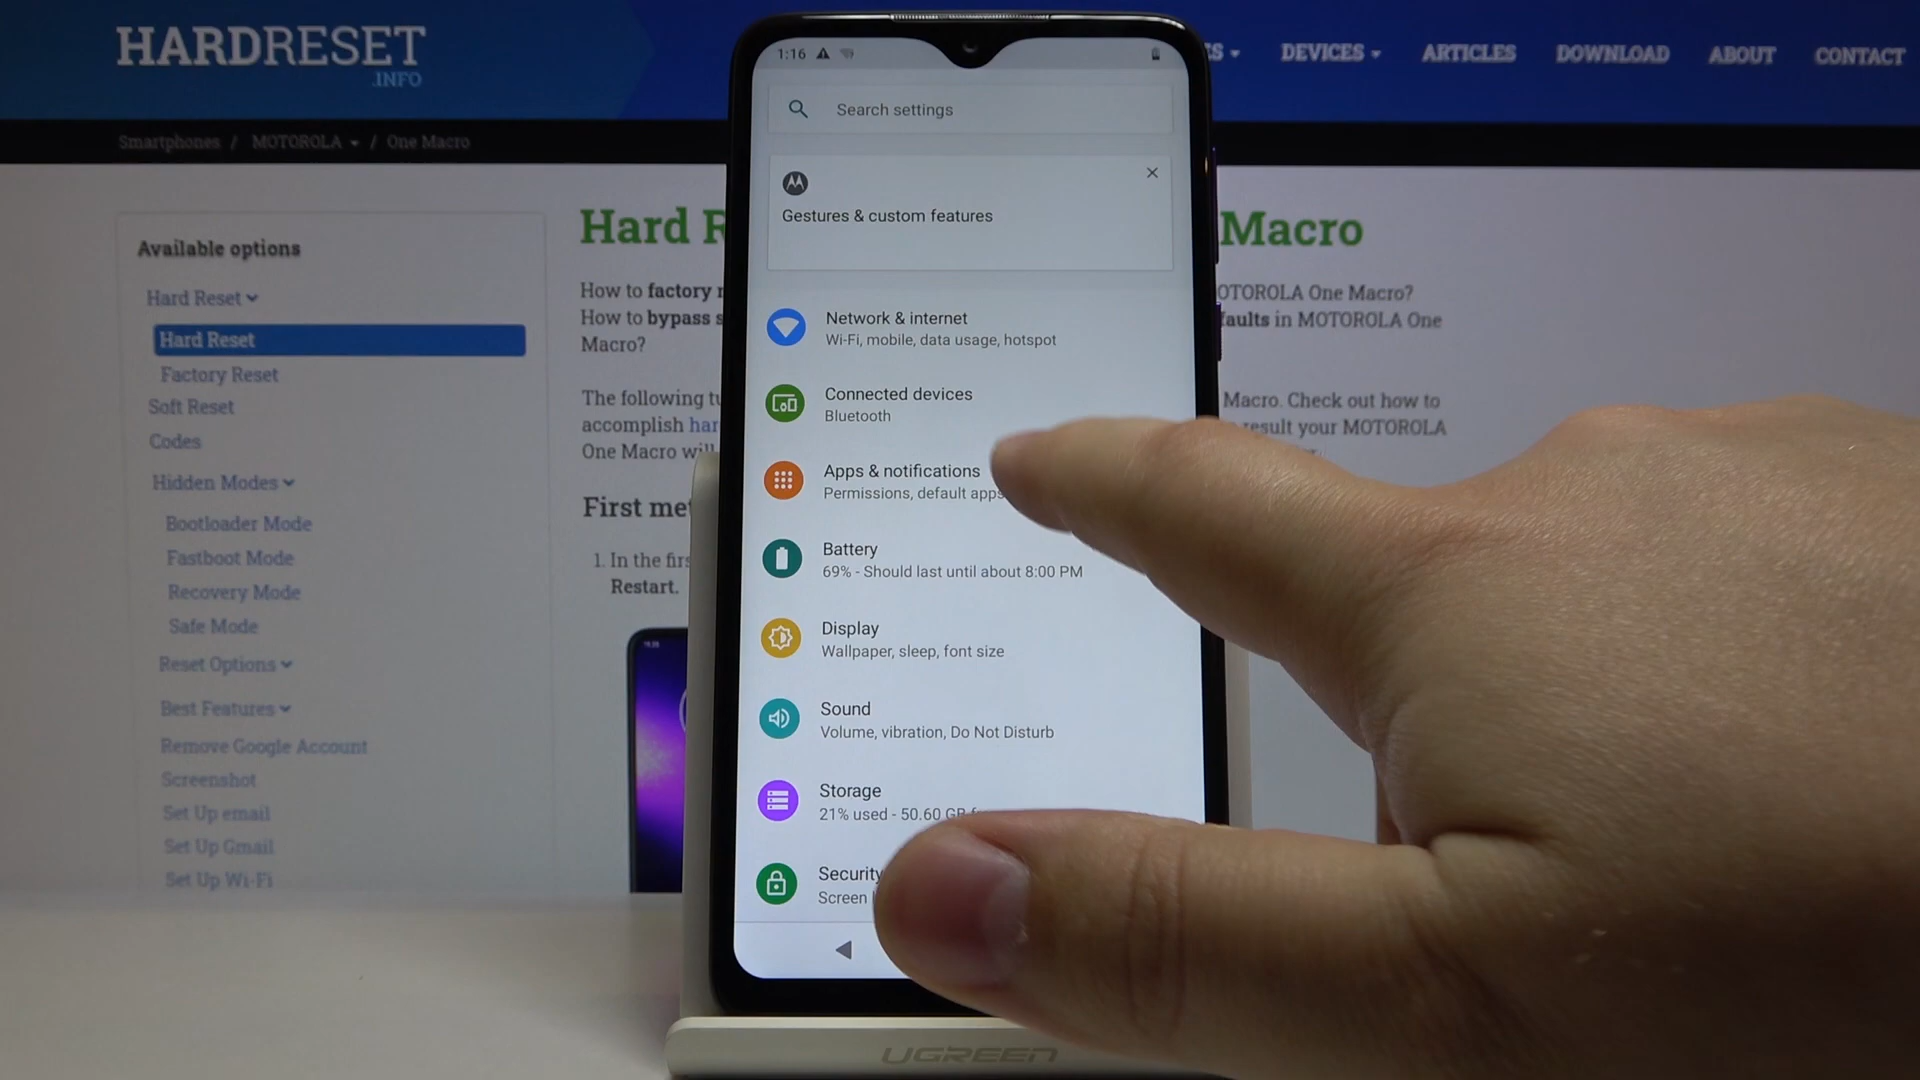 HARDRESET
.INFO
DEVICES
ARTICLES
DOWNLOAD
ABOUT
CONTACT
Smartphones / MOTOROLA / One Macro
Available options
Hard Reset
Hard Reset
Factory Reset
Soft Reset
Codes
Hidden Modes
Bootloader Mode
Fastboot Mode
Recovery Mode
Safe Mode
Reset Options
Best Features
Remove Google Account
Screenshot
Set Up email
Set Up Gmail
Set Up Wi-Fi
Hard R
Macro
How to factory
OTOROLA One Macro?
How to bypass s
faults in MOTOROLA One
Macro?
The following tu
Macro. Check out how to
accomplish har
result your MOTOROLA
One Macro will
First met
1. In the firs
Restart.
1:16
Search settings
Gestures & custom features
Network & internet
Wi-Fi, mobile, data usage, hotspot
Connected devices
Bluetooth
Apps & notifications
Permissions, default apps
Battery
69% - Should last until about 8:00 PM
Display
Wallpaper, sleep, font size
Sound
Volume, vibration, Do Not Disturb
Storage
21% used - 50.60 GB
Security
Screen
UGREEN